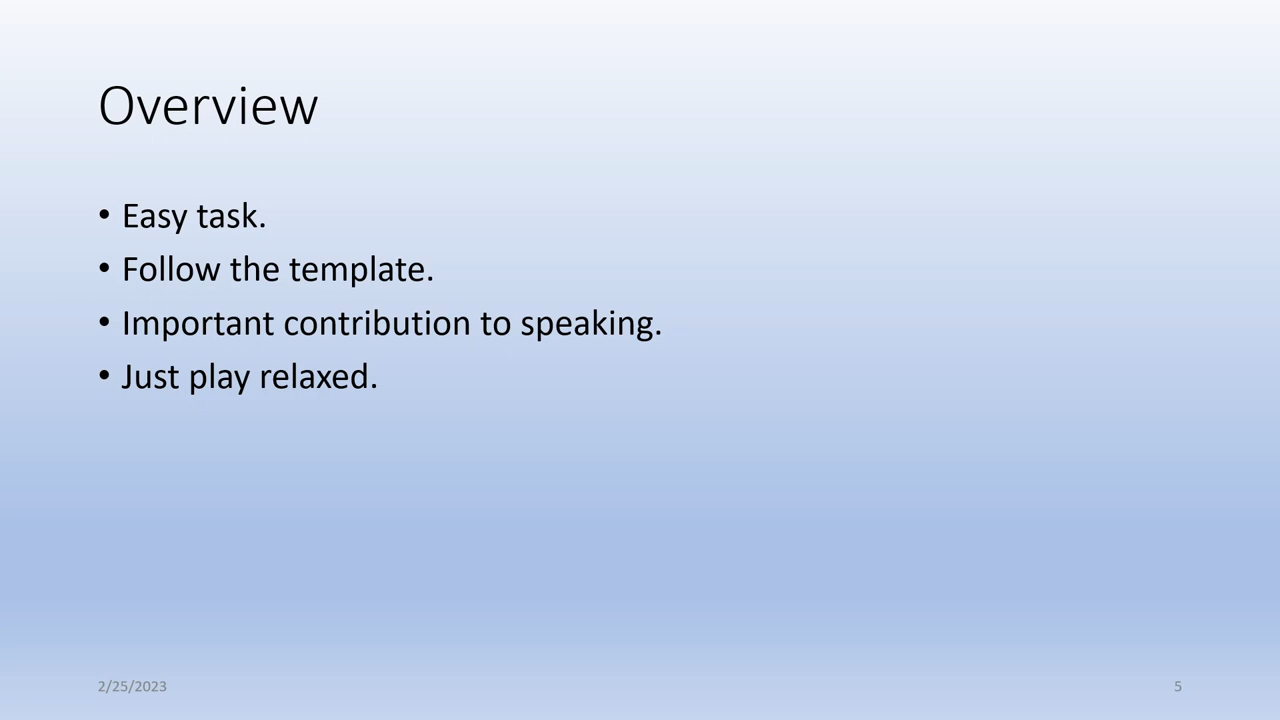 Overview
• Easy task.
• Follow the template.
• Important contribution to speaking.
• Just play relaxed.
2/25/2023
5